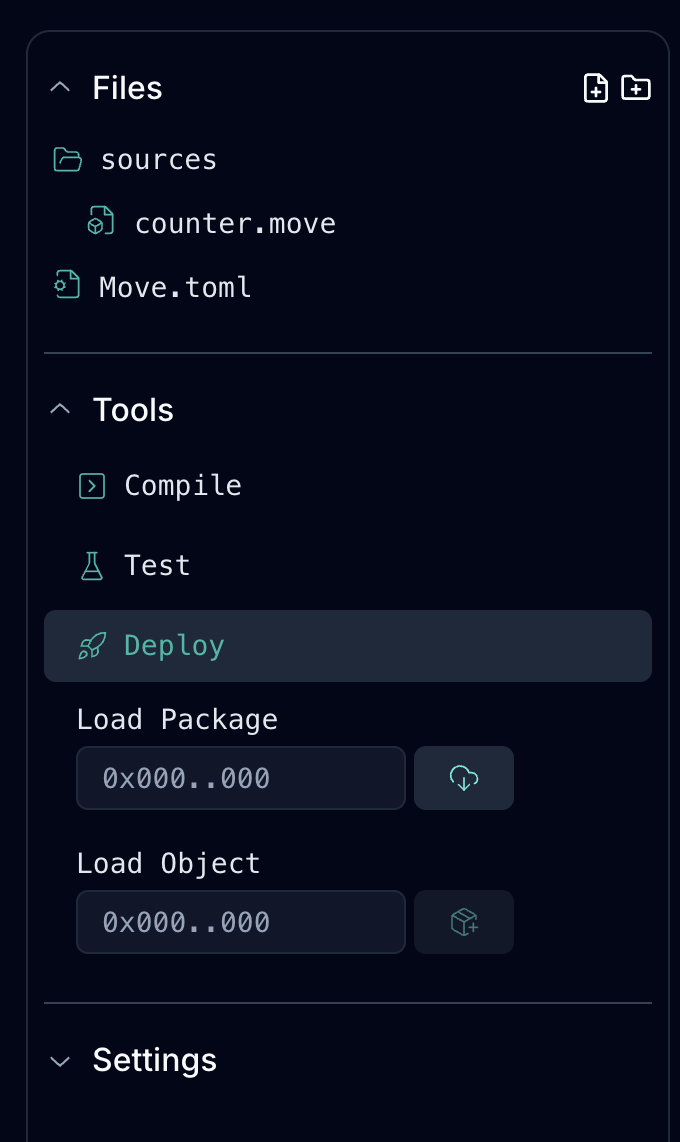 Files
sources
counter.move
Move.toml
Tools
Compile
Test
Deploy
Load Package
0x000..000
Load Object
0x000..000
Settings